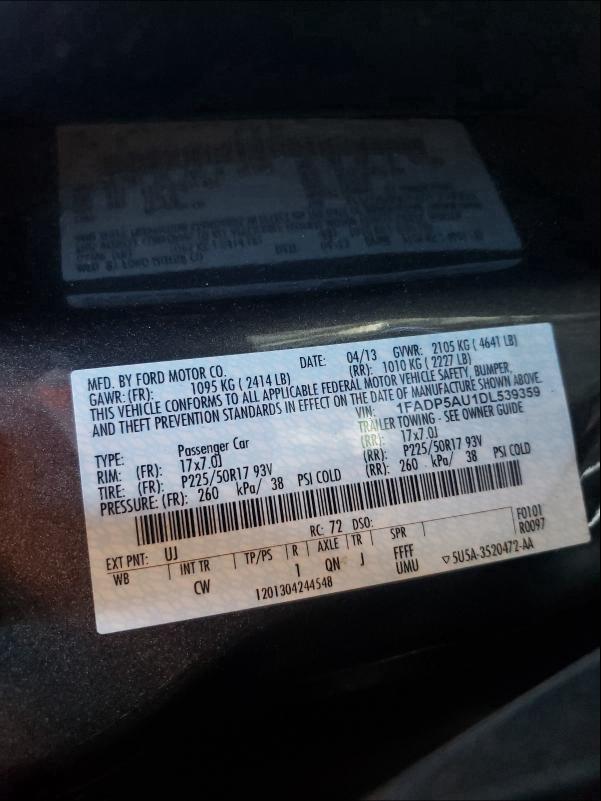 MFD. BY FORD MOTOR CO.
DATE: 04/13 GVWR: 2105 KG ( 4641 LB)
GAWR: (FR): 1095 KG ( 2414 LB) (RR): 1010 KG ( 2227 LB)
THIS VEHICLE CONFORMS TO ALL APPLICABLE FEDERAL MOTOR VEHICLE SAFETY, BUMPER,
AND THEFT PREVENTION STANDARDS IN EFFECT ON THE DATE OF MANUFACTURE SHOWN ABOVE.
VIN: 1FADP5AU1DL539359
TYPE: Passenger Car TRAILER TOWING - SEE OWNER GUIDE
RIM: (FR): 17x7.0J (RR): 17x7.0J
TIRE: (FR): P225/50R17 93V (RR): P225/50R17 93V
PRESSURE: (FR): 260 kPa/ 38 PSI COLD (RR): 260 kPa/ 38 PSI COLD
EXT PNT: UJ RC: 72 DSO: F0101
WB INT TR TP/PS R AXLE TR SPR R0097
CW 1 QN J FFFF
UMU ▽ 5U5A-3520472-AA
1201304244548